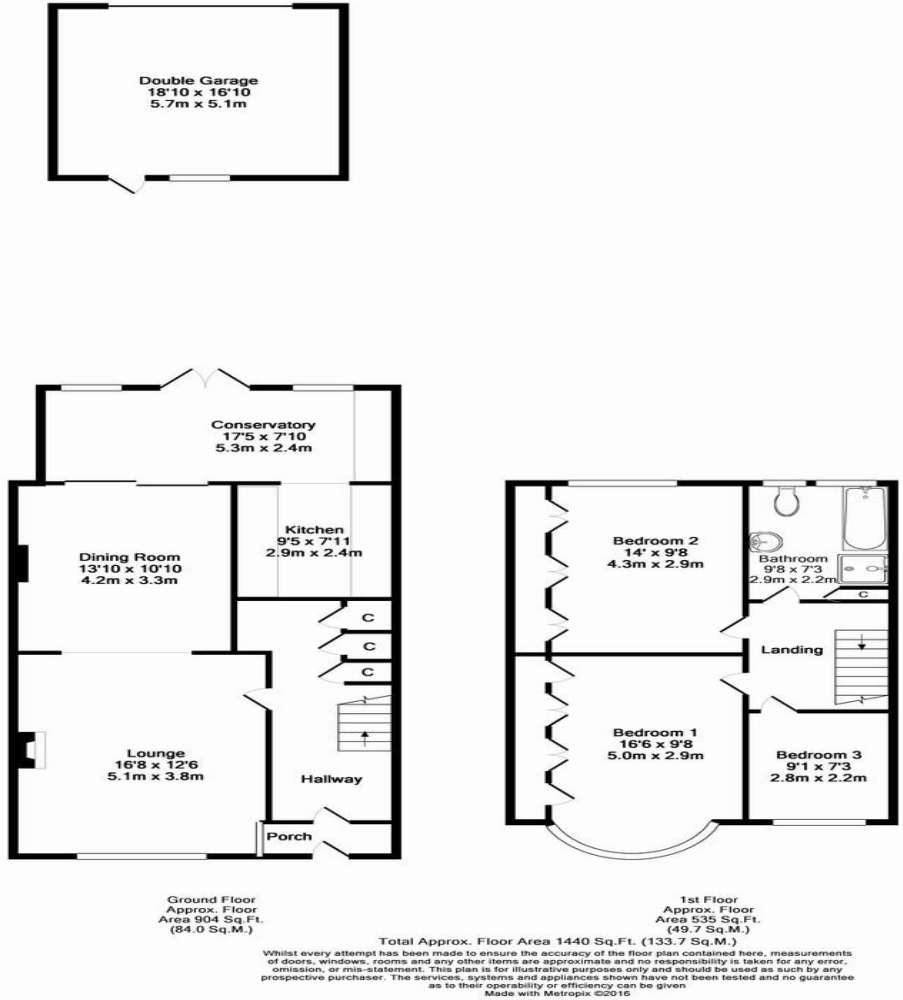 Double Garage
18'10 x 16'10
5.7m x 5.1m
Conservatory
17'5 x 7'10
5.3m x 2.4m
Kitchen
9'5 x 7'11
2.9m x 2.4m
Dining Room
13'10 x 10'10
4.2m x 3.3m
C
C
C
Lounge
16'8 x 12'6
5.1m x 3.8m
Hallway
Porch
Bedroom 2
14' x 9'8
4.3m x 2.9m
Bathroom
9'8 x 7'3
2.9m x 2.2m
C
Landing
Bedroom 1
16'6 x 9'8
5.0m x 2.9m
Bedroom 3
9'1 x 7'3
2.8m x 2.2m
Ground Floor
Approx. Floor
Area 904 Sq.Ft.
(84.0 Sq.M.)
1st Floor
Approx. Floor
Area 535 Sq.Ft.
(49.7 Sq.M.)
Total Approx. Floor Area 1440 Sq.Ft. (133.7 Sq.M.)
Whilst every attempt has been made to ensure the accuracy of the floor plan contained here, measurements
of doors, windows, rooms and any other items are approximate and no responsibility is taken for any error,
omission, or mis-statement. This plan is for illustrative purposes only and should be used as such by any
prospective purchaser. The services, systems and appliances shown have not been tested and no guarantee
as to their operability or efficiency can be given
Made with Metropix ©2016